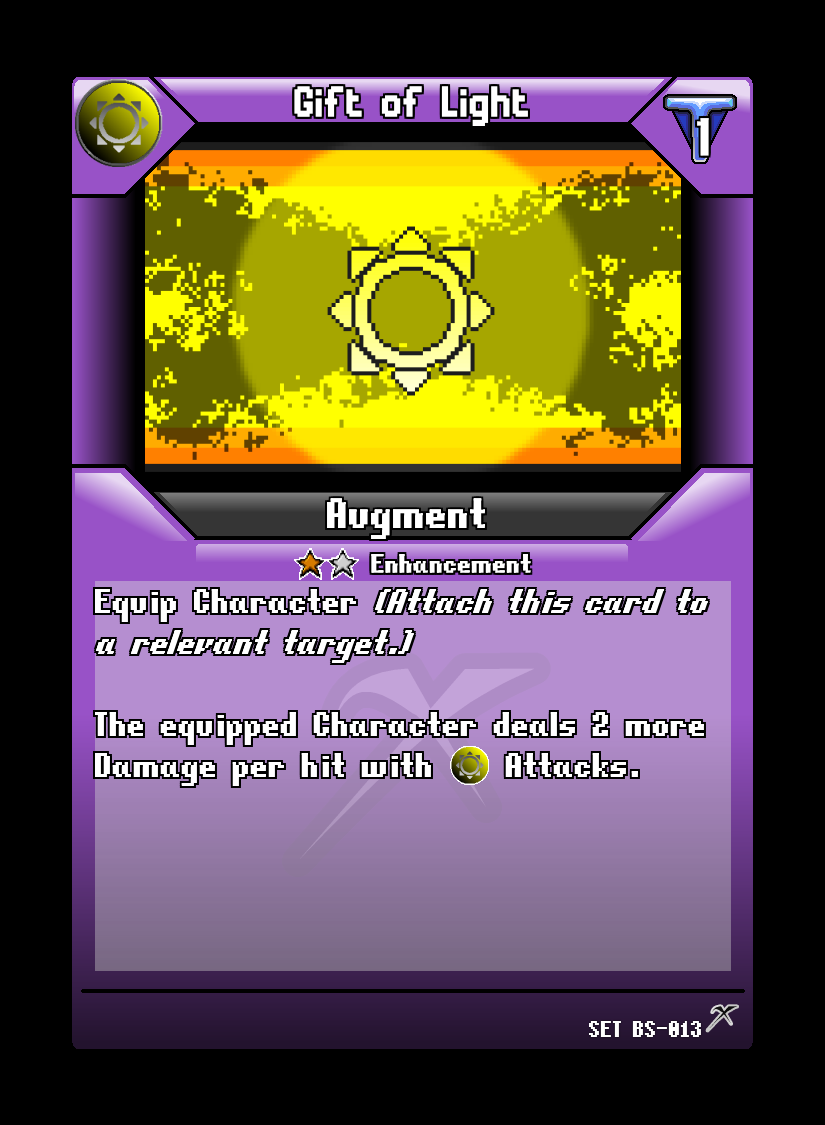 Gift of Light
1
Augment
Enhancement
Equip Character (Attach this card to
a relevant target.)
The equipped Character deals 2 more
Damage per hit with Attacks.
SET BS-013